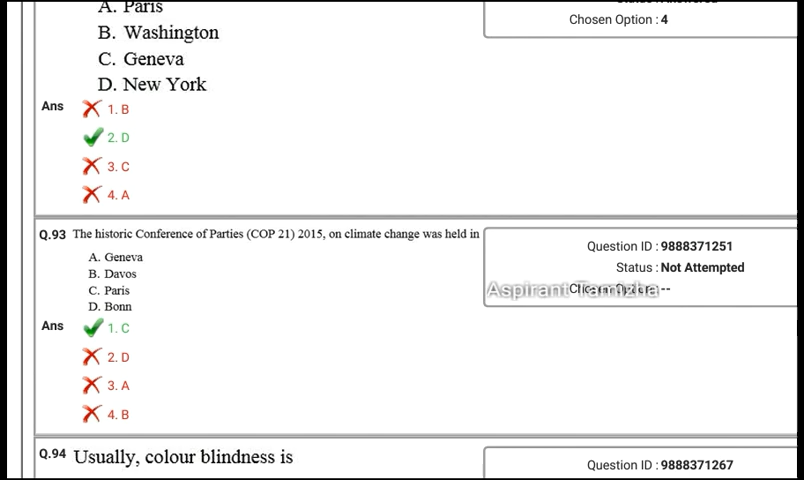 A. Paris
Chosen Option : 4
B. Washington
C. Geneva
D. New York
Ans
1. B
2. D
3. C
4. A
Q.93 The historic Conference of Parties (COP 21) 2015, on climate change was held in
A. Geneva
B. Davos
C. Paris
D. Bonn
Question ID : 9888371251
Status : Not Attempted
Chosen Option : --
Aspirant Tamizha
Ans
1. C
2. D
3. A
4. B
Q.94 Usually, colour blindness is
Question ID : 9888371267